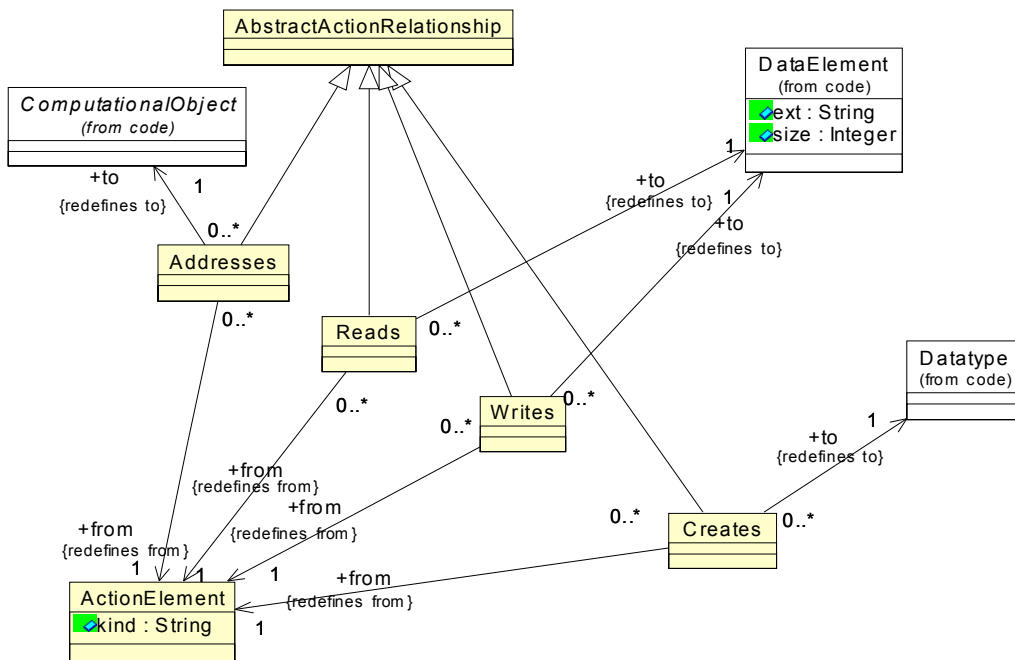 AbstractActionRelationship
ComputationalObject
(from code)
DataElement
(from code)
ext : String
size : Integer
+to
1
{redefines to}
0..*
Addresses
0..*
1
+to
{redefines to}
1
+to
{redefines to}
Reads
0..*
0..*
Writes
0..*
0..*
Datatype
(from code)
1
+to
{redefines to}
+from
{redefines from}
+from
{redefines from}
+from
{redefines from}
0..*
Creates
0..*
1
1
1
+from
{redefines from}
1
ActionElement
kind : String